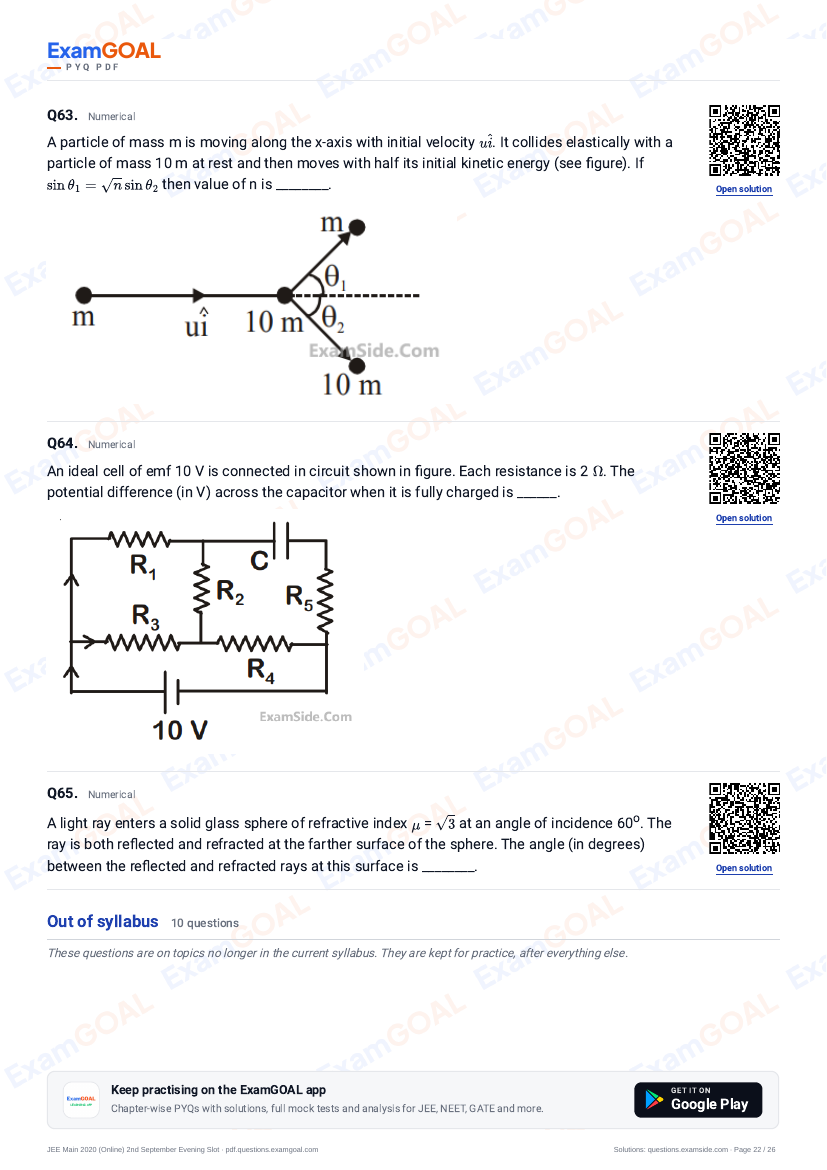 ExamGOAL
PYQ PDF
Q63. Numerical
A particle of mass m is moving along the x-axis with initial velocity $u\hat{i}$. It collides elastically with a
particle of mass 10 m at rest and then moves with half its initial kinetic energy (see figure). If
$\sin\theta_1 = \sqrt{n}\sin\theta_2$ then value of n is ________.
Open solution
m
θ₁
m
uî
10 m
θ₂
ExamSide.Com
10 m
Q64. Numerical
An ideal cell of emf 10 V is connected in circuit shown in figure. Each resistance is 2 Ω. The
potential difference (in V) across the capacitor when it is fully charged is ______.
Open solution
R₁
C
R₂
R₅
R₃
R₄
ExamSide.Com
10 V
Q65. Numerical
A light ray enters a solid glass sphere of refractive index μ = √3 at an angle of incidence 60⁰. The
ray is both reflected and refracted at the farther surface of the sphere. The angle (in degrees)
between the reflected and refracted rays at this surface is ________.
Open solution
Out of syllabus 10 questions
These questions are on topics no longer in the current syllabus. They are kept for practice, after everything else.
ExamGOAL
Keep practising on the ExamGOAL app
Chapter-wise PYQs with solutions, full mock tests and analysis for JEE, NEET, GATE and more.
GET IT ON
Google Play
JEE Main 2020 (Online) 2nd September Evening Slot · pdf.questions.examgoal.com
Solutions: questions.examside.com · Page 22 / 26